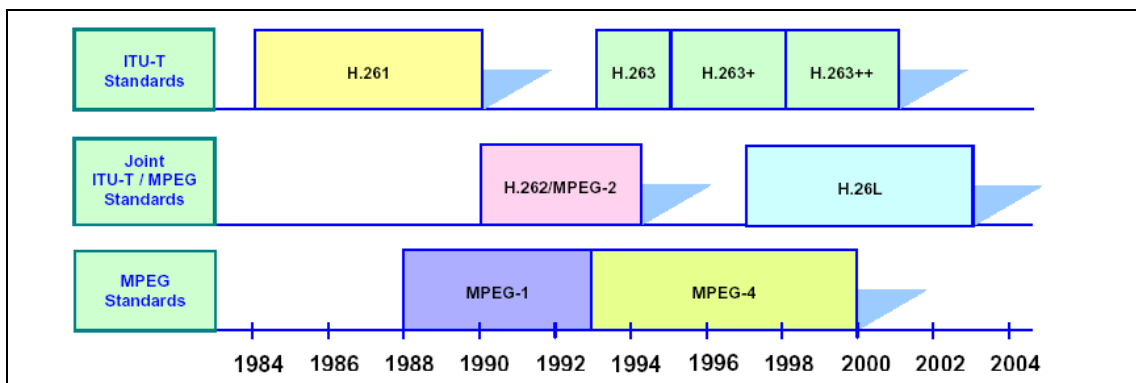 ITU-T
Standards
H.261
H.263
H.263+
H.263++
Joint
ITU-T / MPEG
Standards
H.262/MPEG-2
H.26L
MPEG
Standards
MPEG-1
MPEG-4
1984 1986 1988 1990 1992 1994 1996 1998 2000 2002 2004